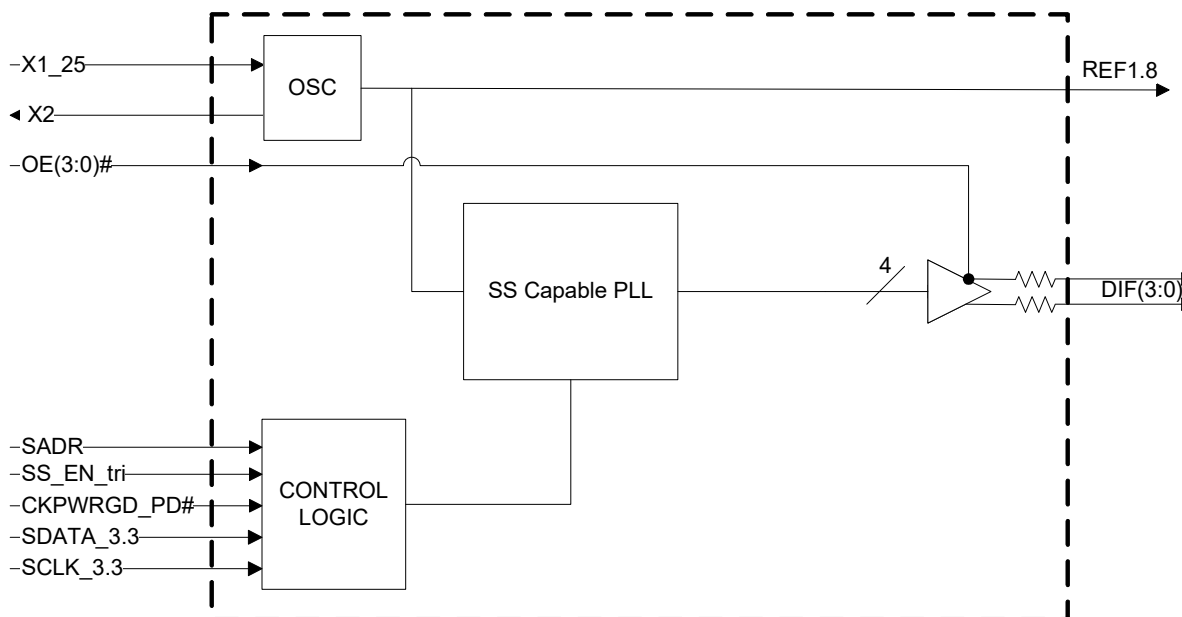 X1_25
OSC
REF1.8
X2
OE(3:0)#
4
SS Capable PLL
DIF(3:0)
SADR
SS_EN_tri
CKPWRGD_PD#
CONTROL
LOGIC
SDATA_3.3
SCLK_3.3